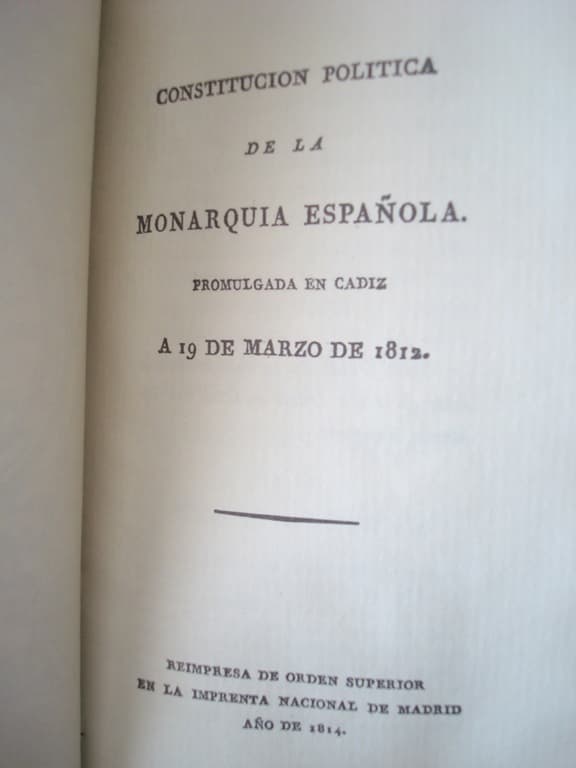 CONSTITUCION POLITICA
DE LA
MONARQUIA ESPAÑOLA.
PROMULGADA EN CADIZ
A 19 DE MARZO DE 1812.
REIMPRESA DE ORDEN SUPERIOR
EN LA IMPRENTA NACIONAL DE MADRID
AÑO DE 1814.